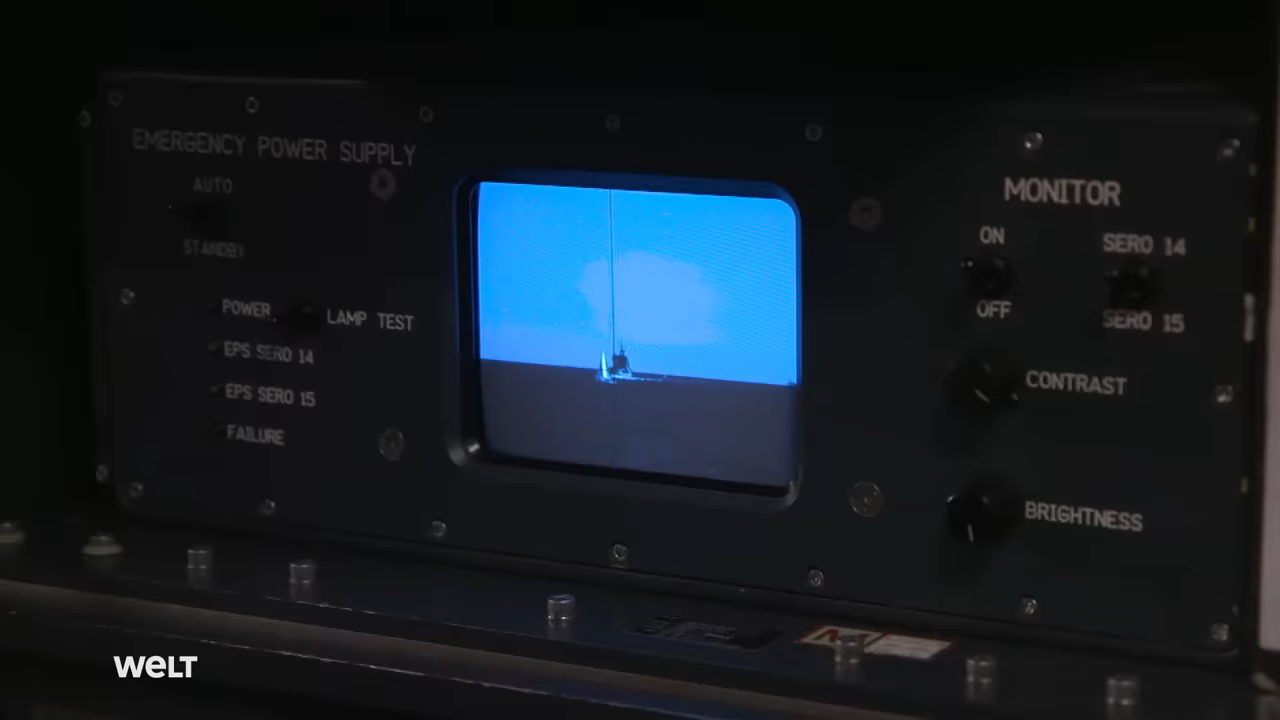 EMERGENCY POWER SUPPLY
AUTO
STANDBY
POWER
LAMP TEST
EPS SERO 14
EPS SERO 15
FAILURE
MONITOR
ON
SERO 14
OFF
SERO 15
CONTRAST
BRIGHTNESS
WELT